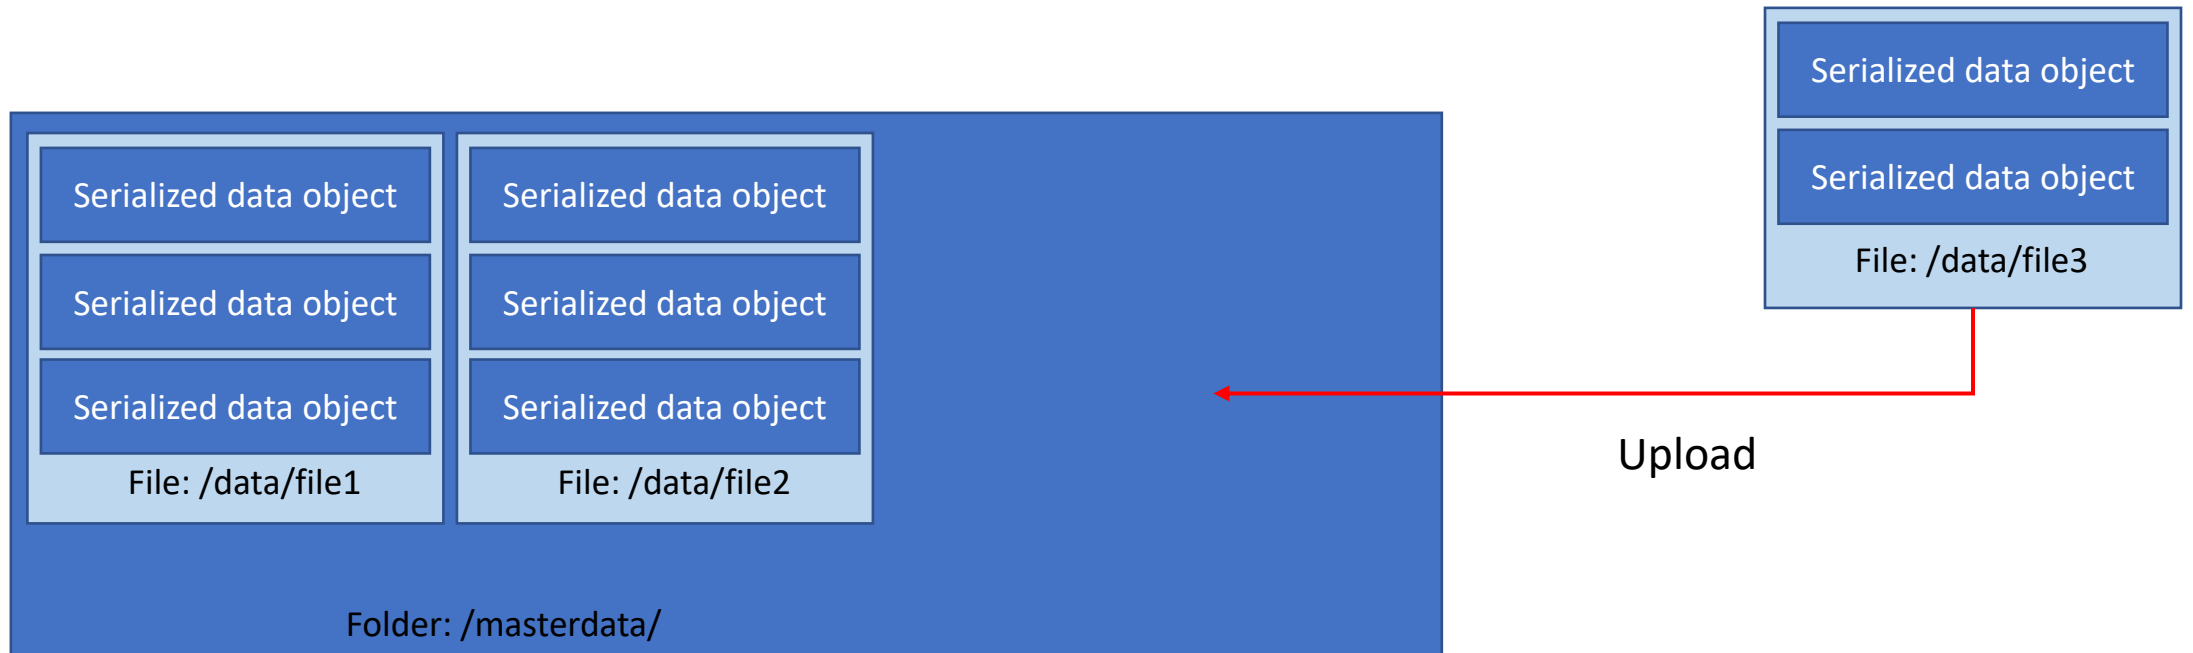 Serialized data object
Serialized data object
Serialized data object
File: /data/file1
Serialized data object
Serialized data object
Serialized data object
File: /data/file2
Folder: /masterdata/
Serialized data object
Serialized data object
File: /data/file3
Upload